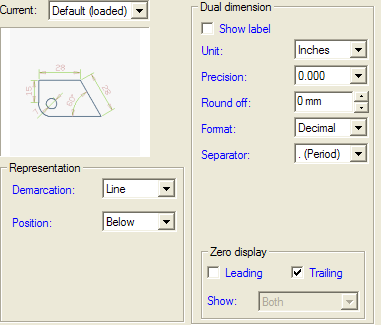 Current: Default (loaded)
28
15
60°
28
Representation
Demarcation: Line
Position: Below
Dual dimension
Show label
Unit: Inches
Precision: 0.000
Round off: 0 mm
Format: Decimal
Separator: . (Period)
Zero display
Leading Trailing
Show: Both